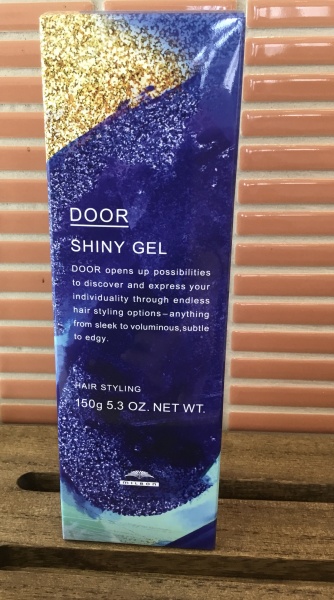 DOOR
SHINY GEL
DOOR opens up possibilities
to discover and express your
individuality through endless
hair styling options–anything
from sleek to voluminous,subtle
to edgy.
HAIR STYLING
150g 5.3 OZ. NET WT.
MILBON